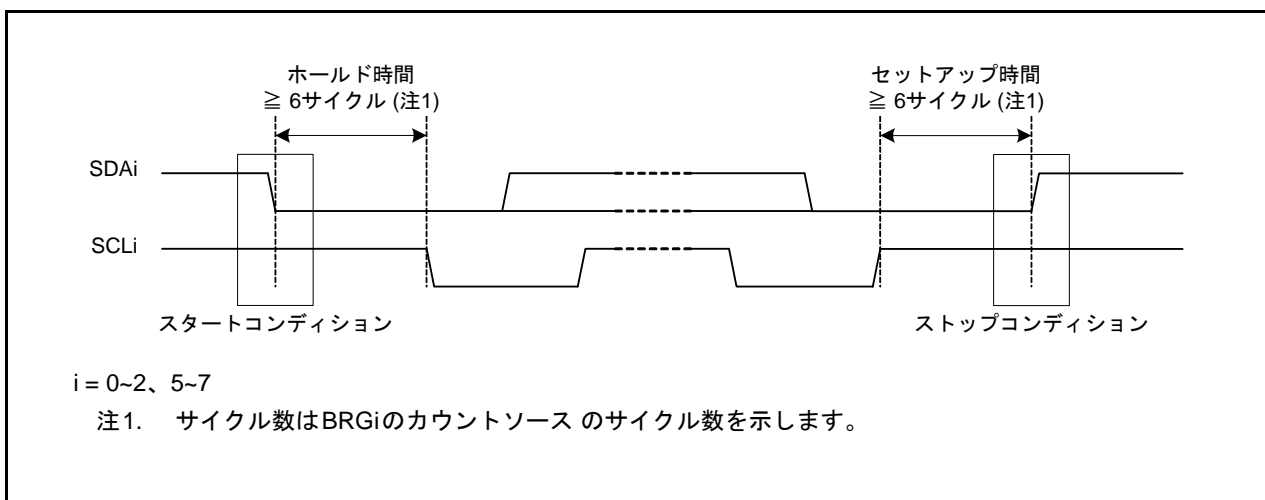 ホールド時間
≧ 6サイクル (注1)
セットアップ時間
≧ 6サイクル (注1)
SDAi
SCLi
スタートコンディション
ストップコンディション
i = 0~2、5~7
注1. サイクル数はBRGiのカウントソース のサイクル数を示します。